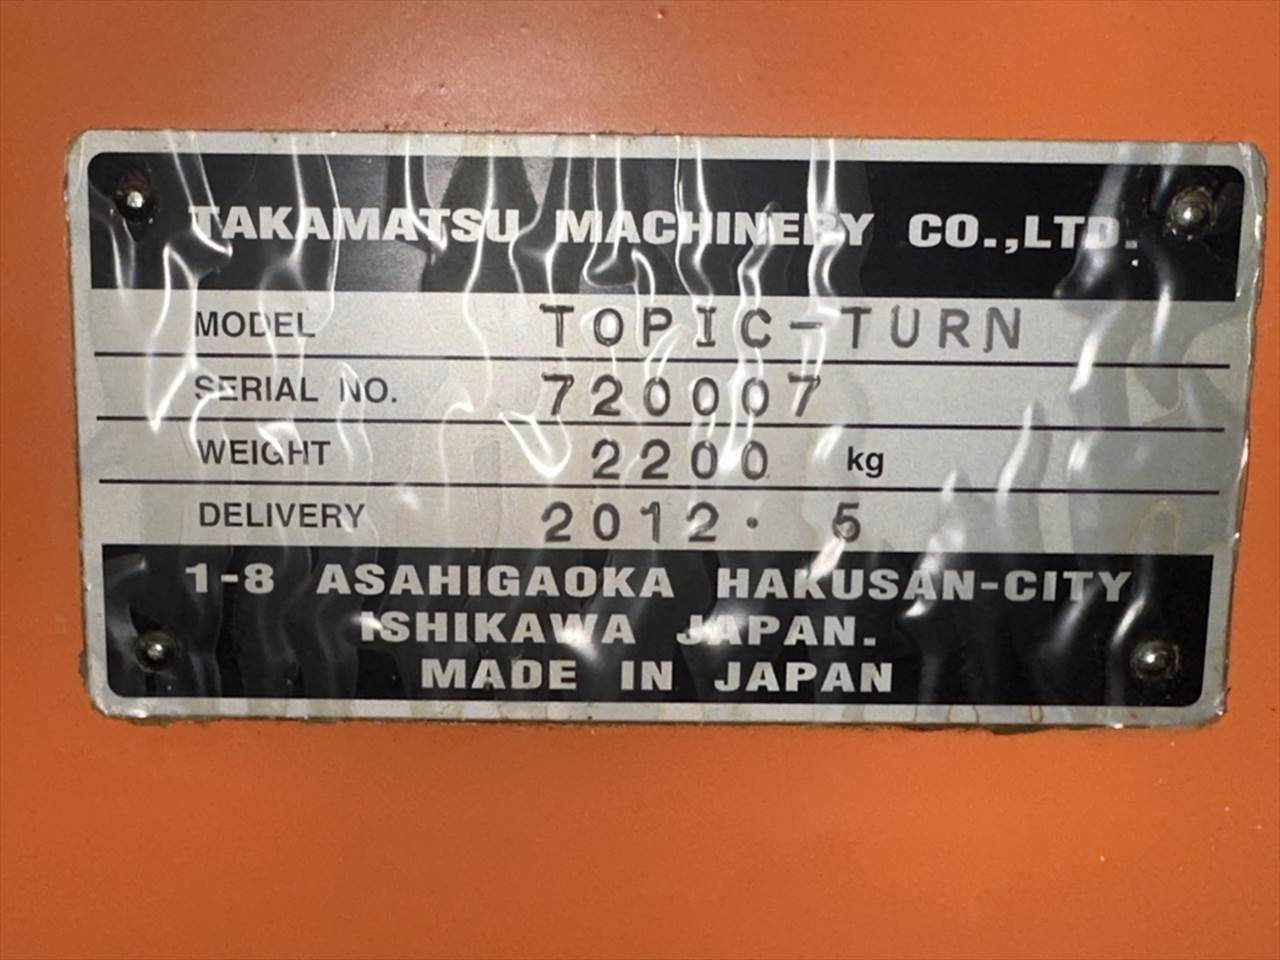 TAKAMATSU MACHINERY CO.,LTD.
MODEL TOPIC-TURN
SERIAL NO. 720007
WEIGHT 2200 kg
DELIVERY 2012. 5
1-8 ASAHIGAOKA HAKUSAN-CITY
ISHIKAWA JAPAN.
MADE IN JAPAN